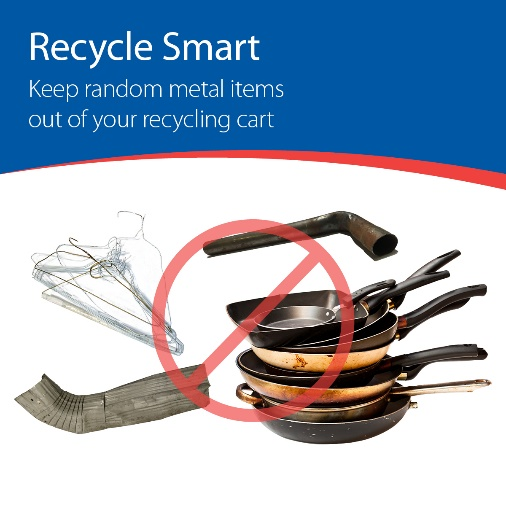 Recycle Smart
Keep random metal items
out of your recycling cart